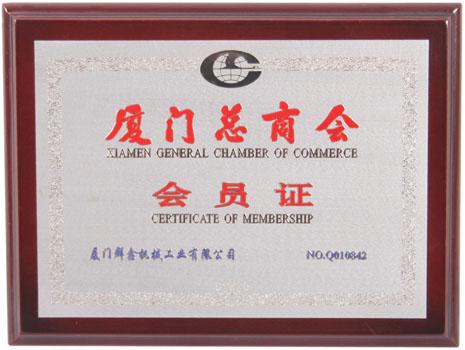 厦门总商会
XIAMEN GENERAL CHAMBER OF COMMERCE
会员证
CERTIFICATE OF MEMBERSHIP
厦门群鑫机械工业有限公司 NO.Q010842